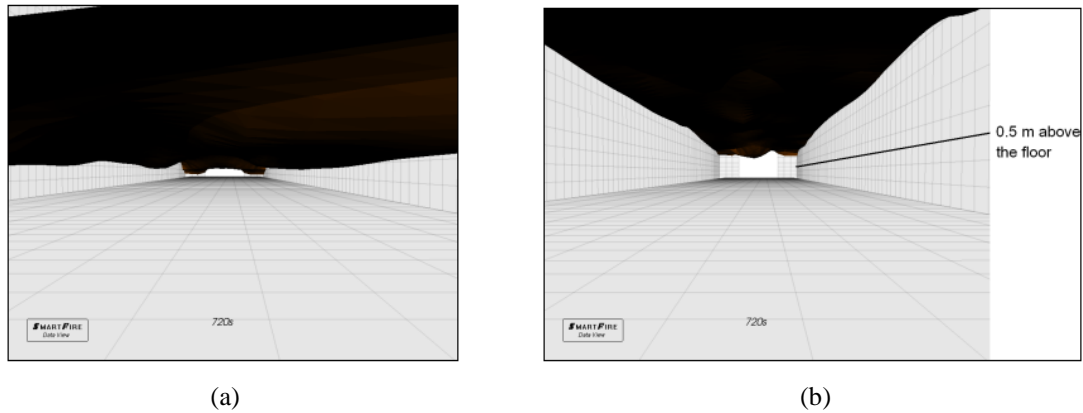 720s
SMARTFIRE
Data View
0.5 m above
the floor
720s
SMARTFIRE
Data View
(a)
(b)